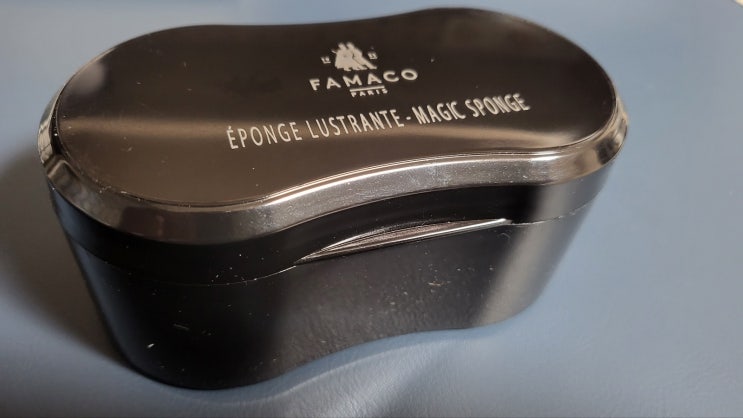 FAMACO
PARIS
ÉPONGE LUSTRANTE - MAGIC SPONGE